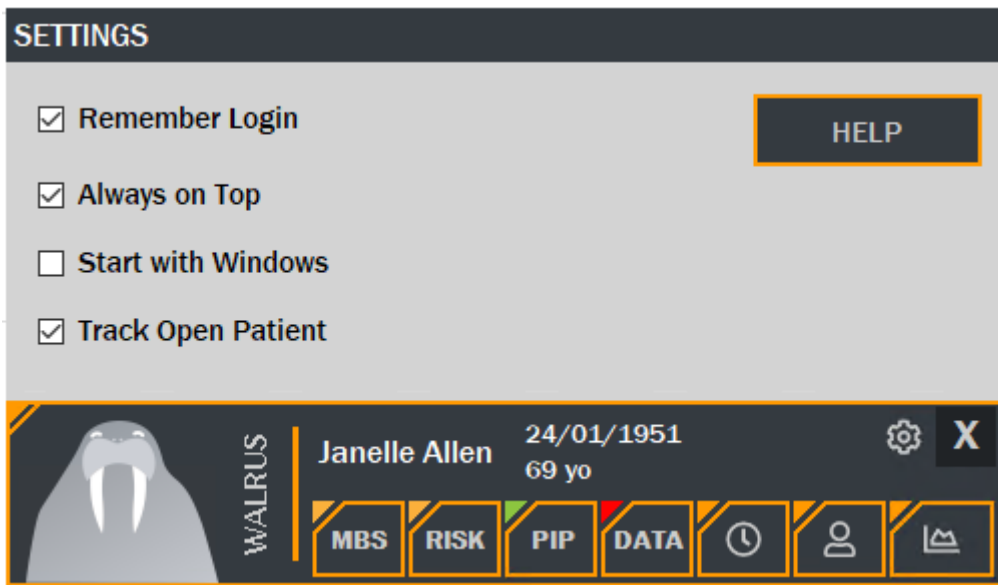 SETTINGS
Remember Login
HELP
Always on Top
Start with Windows
Track Open Patient
WALRUS
Janelle Allen
24/01/1951
69 yo
X
MBS
RISK
PIP
DATA